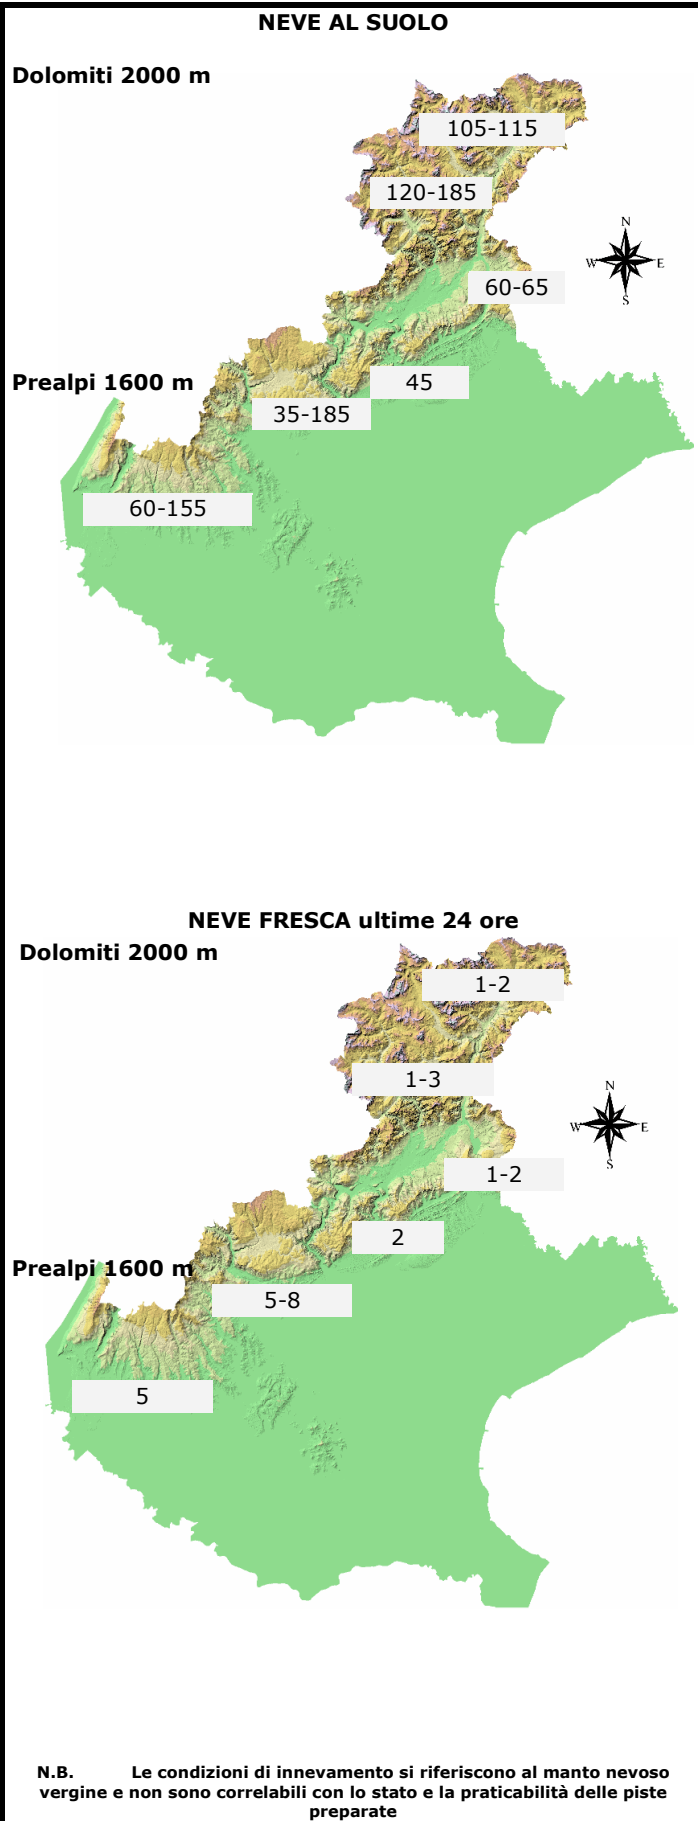 NEVE AL SUOLO
Dolomiti 2000 m
105-115
120-185
N
W E
S
60-65
Prealpi 1600 m
45
35-185
60-155
NEVE FRESCA ultime 24 ore
Dolomiti 2000 m
1-2
1-3
N
W E
S
1-2
2
Prealpi 1600 m
5-8
5
N.B. Le condizioni di innevamento si riferiscono al manto nevoso
vergine e non sono correlabili con lo stato e la praticabilità delle piste
preparate